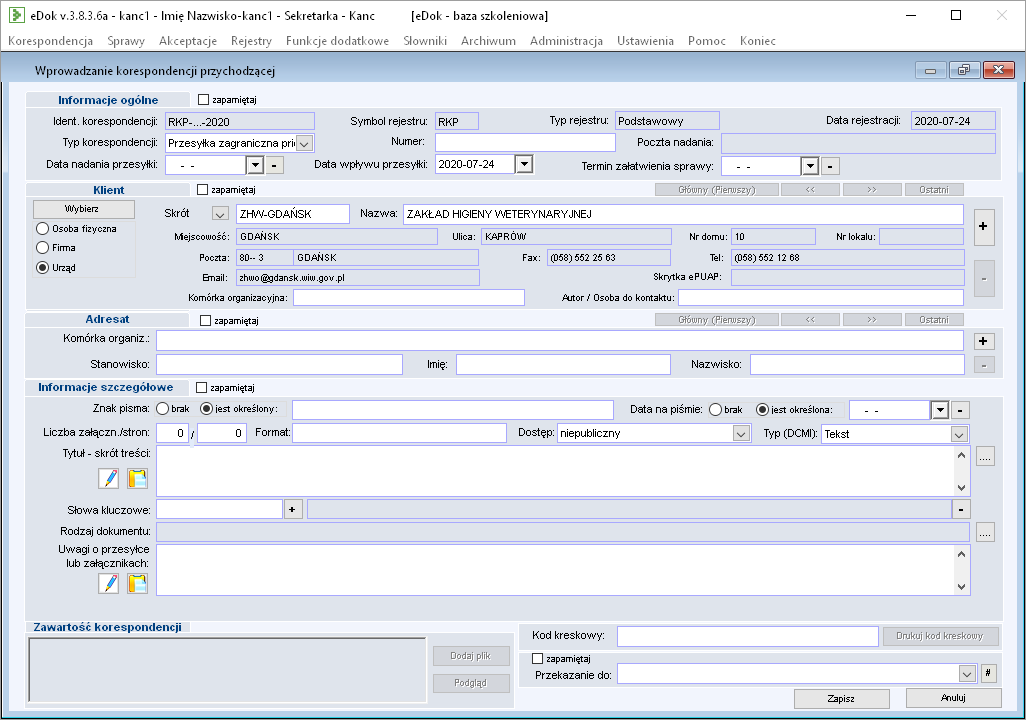 eDok v.3.8.3.6a - kanc1 - Imię Nazwisko-kanc1 - Sekretarka - Kanc [eDok - baza szkoleniowa]
Korespondencja Sprawy Akceptacje Rejestry Funkcje dodatkowe Słowniki Archiwum Administracja Ustawienia Pomoc Koniec
Wprowadzanie korespondencji przychodzącej
Informacje ogólne zapamiętaj
Ident. korespondencji: RKP-...-2020 Symbol rejestru: RKP Typ rejestru: Podstawowy Data rejestracji: 2020-07-24
Typ korespondencji: Przesyłka zagraniczna prio Numer: Poczta nadania:
Data nadania przesyłki: - - - Data wpływu przesyłki: 2020-07-24 Termin załatwienia sprawy: - - -
Klient zapamiętaj Główny (Pierwszy) << >> Ostatni
Wybierz Skrót ZHW-GDAŃSK Nazwa: ZAKŁAD HIGIENY WETERYNARYJNEJ +
Osoba fizyczna Miejscowość: GDAŃSK Ulica: KAPRÓW Nr domu: 10 Nr lokalu:
Firma Poczta: 80-- 3 GDAŃSK Fax: (058) 552 25 63 Tel: (058) 552 12 68
Urząd Email: zhwo@gdansk.wiw.gov.pl Skrytka ePUAP: -
Komórka organizacyjna: Autor / Osoba do kontaktu:
Adresat zapamiętaj Główny (Pierwszy) << >> Ostatni
Komórka organiz.: +
Stanowisko: Imię: Nazwisko: -
Informacje szczegółowe zapamiętaj
Znak pisma: brak jest określony: Data na piśmie: brak jest określona: - - -
Liczba załączn./stron: 0 / 0 Format: Dostęp: niepubliczny Typ (DCMI): Tekst
Tytuł - skrót treści: ....
Słowa kluczowe: + -
Rodzaj dokumentu: ....
Uwagi o przesyłce
lub załącznikach:
Zawartość korespondencji
Kod kreskowy: Drukuj kod kreskowy
Dodaj plik zapamiętaj
Podgląd Przekazanie do: #
Zapisz Anuluj